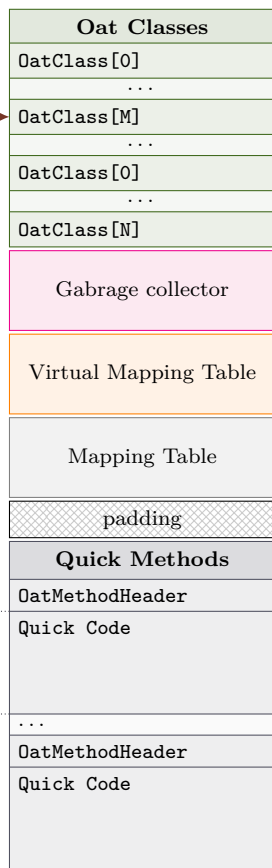 Oat Classes
OatClass[0]
...
OatClass[M]
...
OatClass[0]
...
OatClass[N]
Gabrage collector
Virtual Mapping Table
Mapping Table
padding
Quick Methods
OatMethodHeader
Quick Code
...
OatMethodHeader
Quick Code